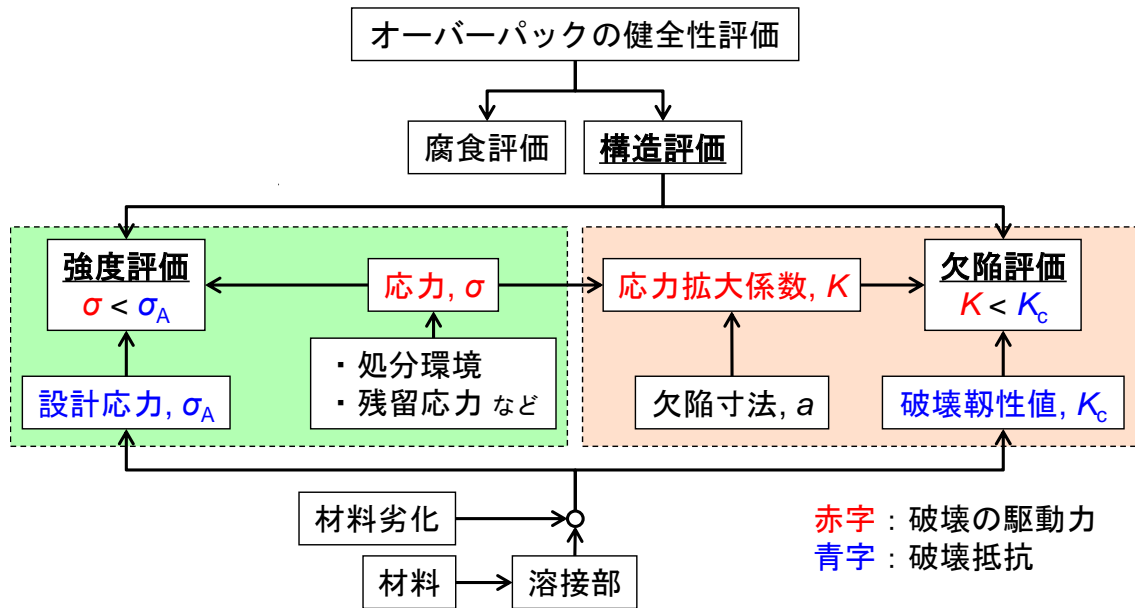 オーバーパックの健全性評価
腐食評価
構造評価
強度評価
σ < σA
応力, σ
応力拡大係数, K
欠陥評価
K < Kc
・処分環境
・残留応力 など
設計応力, σA
欠陥寸法, a
破壊靱性値, Kc
材料劣化
材料
溶接部
赤字：破壊の駆動力
青字：破壊抵抗